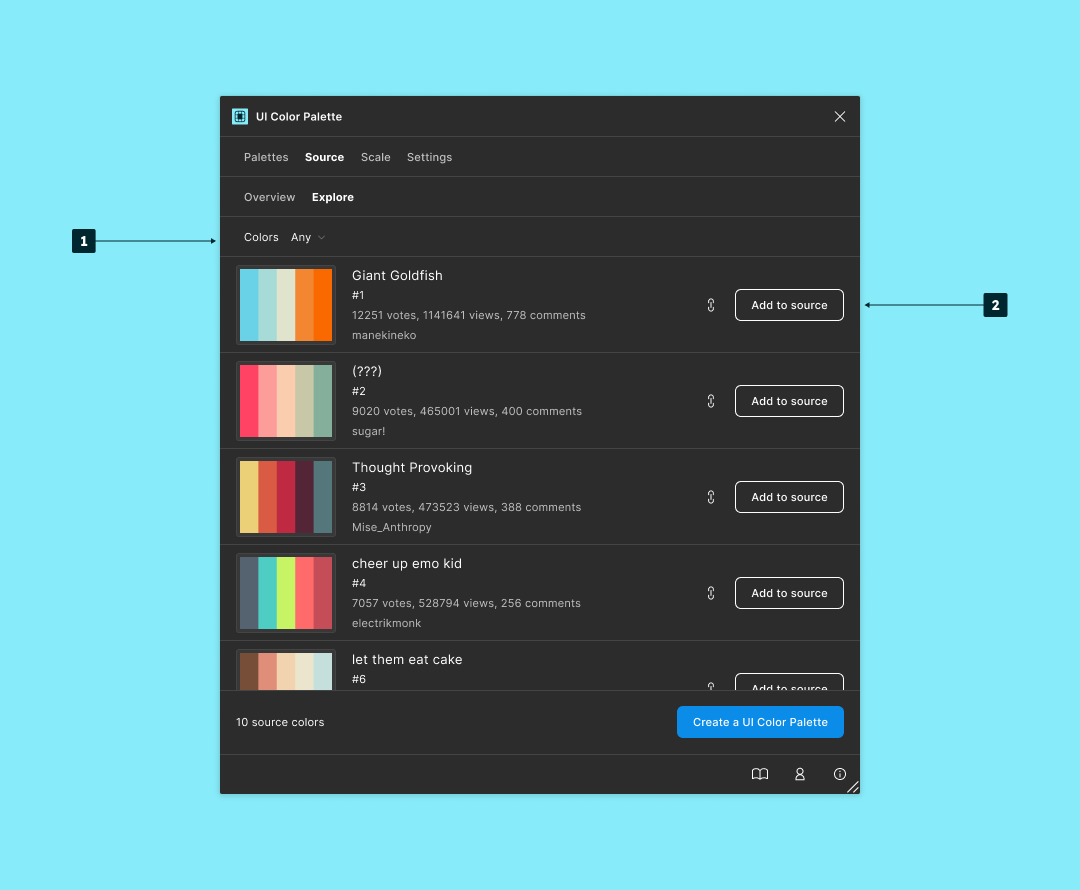 UI Color Palette
Palettes Source Scale Settings
Overview Explore
1
Colors Any
Giant Goldfish
#1
12251 votes, 1141641 views, 778 comments
manekineko
Add to source
2
(???)
#2
9020 votes, 465001 views, 400 comments
sugar!
Add to source
Thought Provoking
#3
8814 votes, 473523 views, 388 comments
Mise_Anthropy
Add to source
cheer up emo kid
#4
7057 votes, 528794 views, 256 comments
electrikmonk
Add to source
let them eat cake
#6
Add to source
10 source colors
Create a UI Color Palette